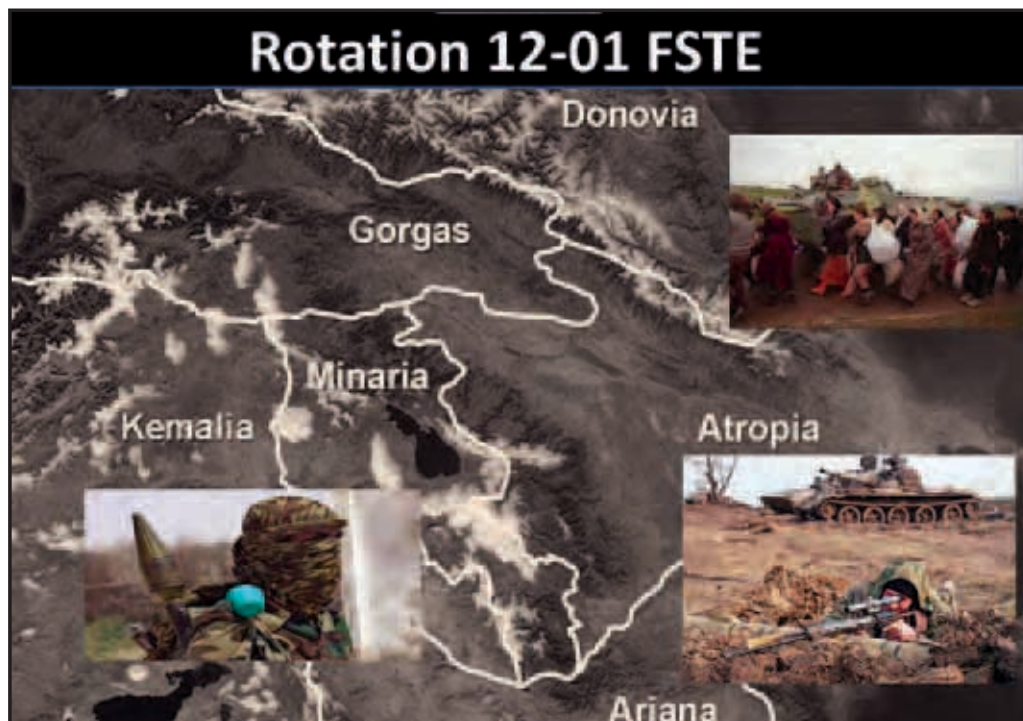 Rotation 12-01 FSTE
Donovia
Gorgas
Minaria
Kemalia
Atropia
Ariana